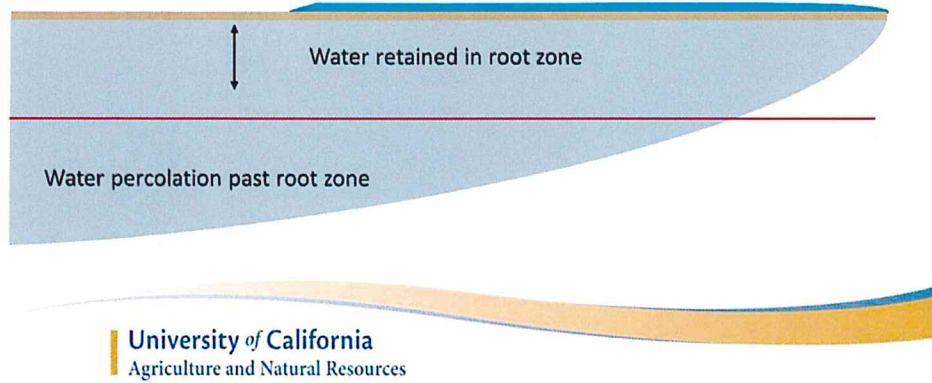 Water retained in root zone
Water percolation past root zone
University of California
Agriculture and Natural Resources